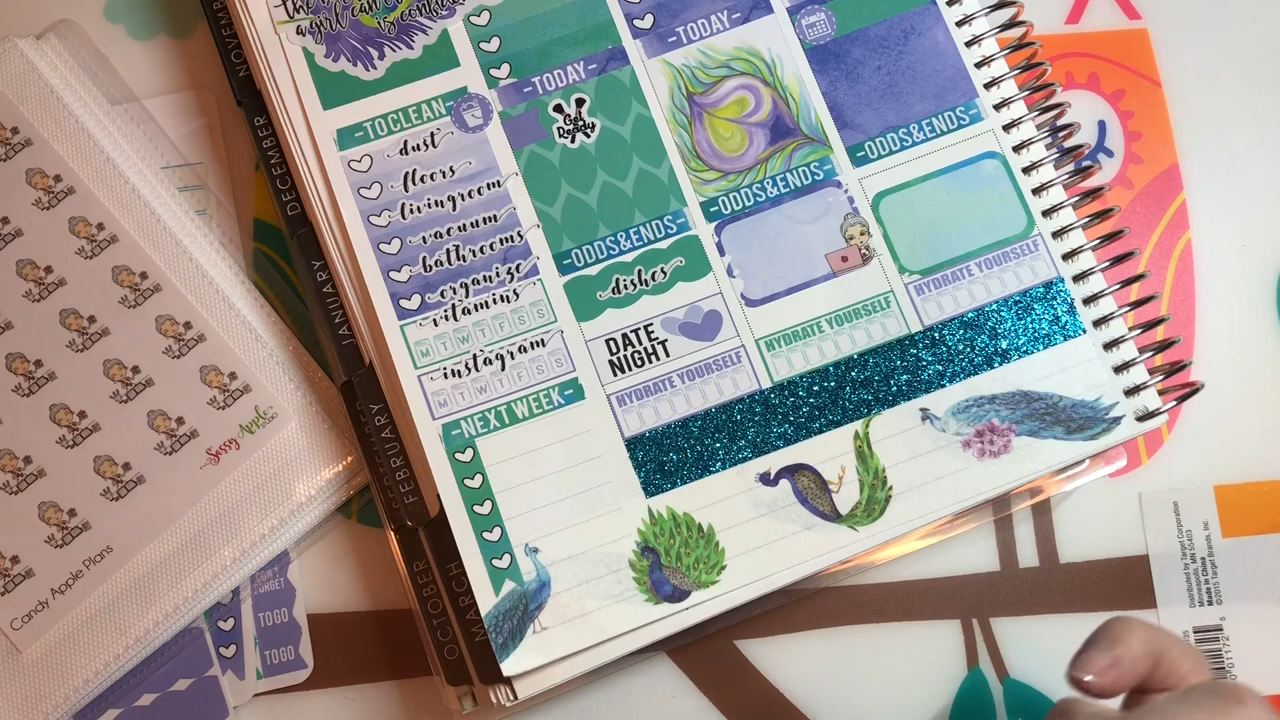 a girl can
NOVEMBER
DECEMBER
JANUARY
FEBRUARY
OCTOBER
MARCH
-TO CLEAN-
dust
floors
livingroom
vacuum
bathrooms
organize
vitamins
M T W T F S S
instagram
M T W T F S S
-NEXT WEEK-
-TODAY-
Get
Ready
-ODDS&ENDS-
dishes
DATE
NIGHT
HYDRATE YOURSELF
-TODAY-
-ODDS&ENDS-
HYDRATE YOURSELF
-ODDS&ENDS-
HYDRATE YOURSELF
Sassy Apple
Candy Apple Plans
FORGET
TO GO
TO GO
Distributed by Target Corporation
Minneapolis, MN 55403
Made in China
©2015 Target Brands, Inc.